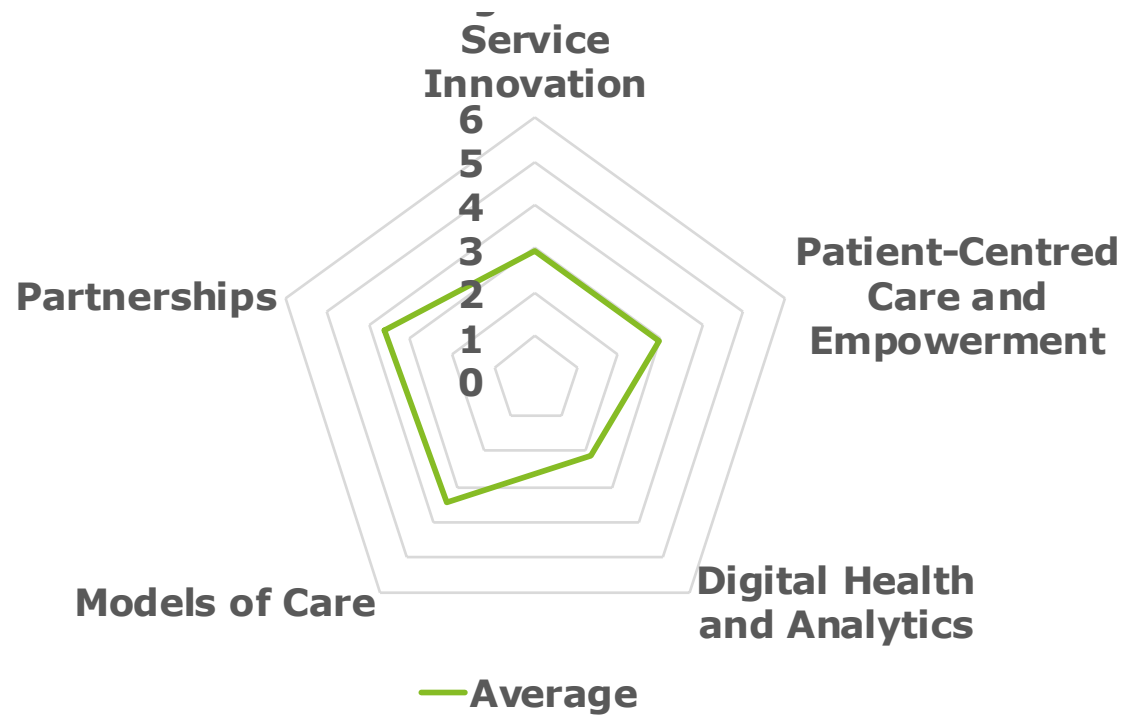 Service
Innovation
6
5
4
3
2
1
0
Patient-Centred
Care and
Empowerment
Partnerships
Digital Health
and Analytics
Models of Care
Average